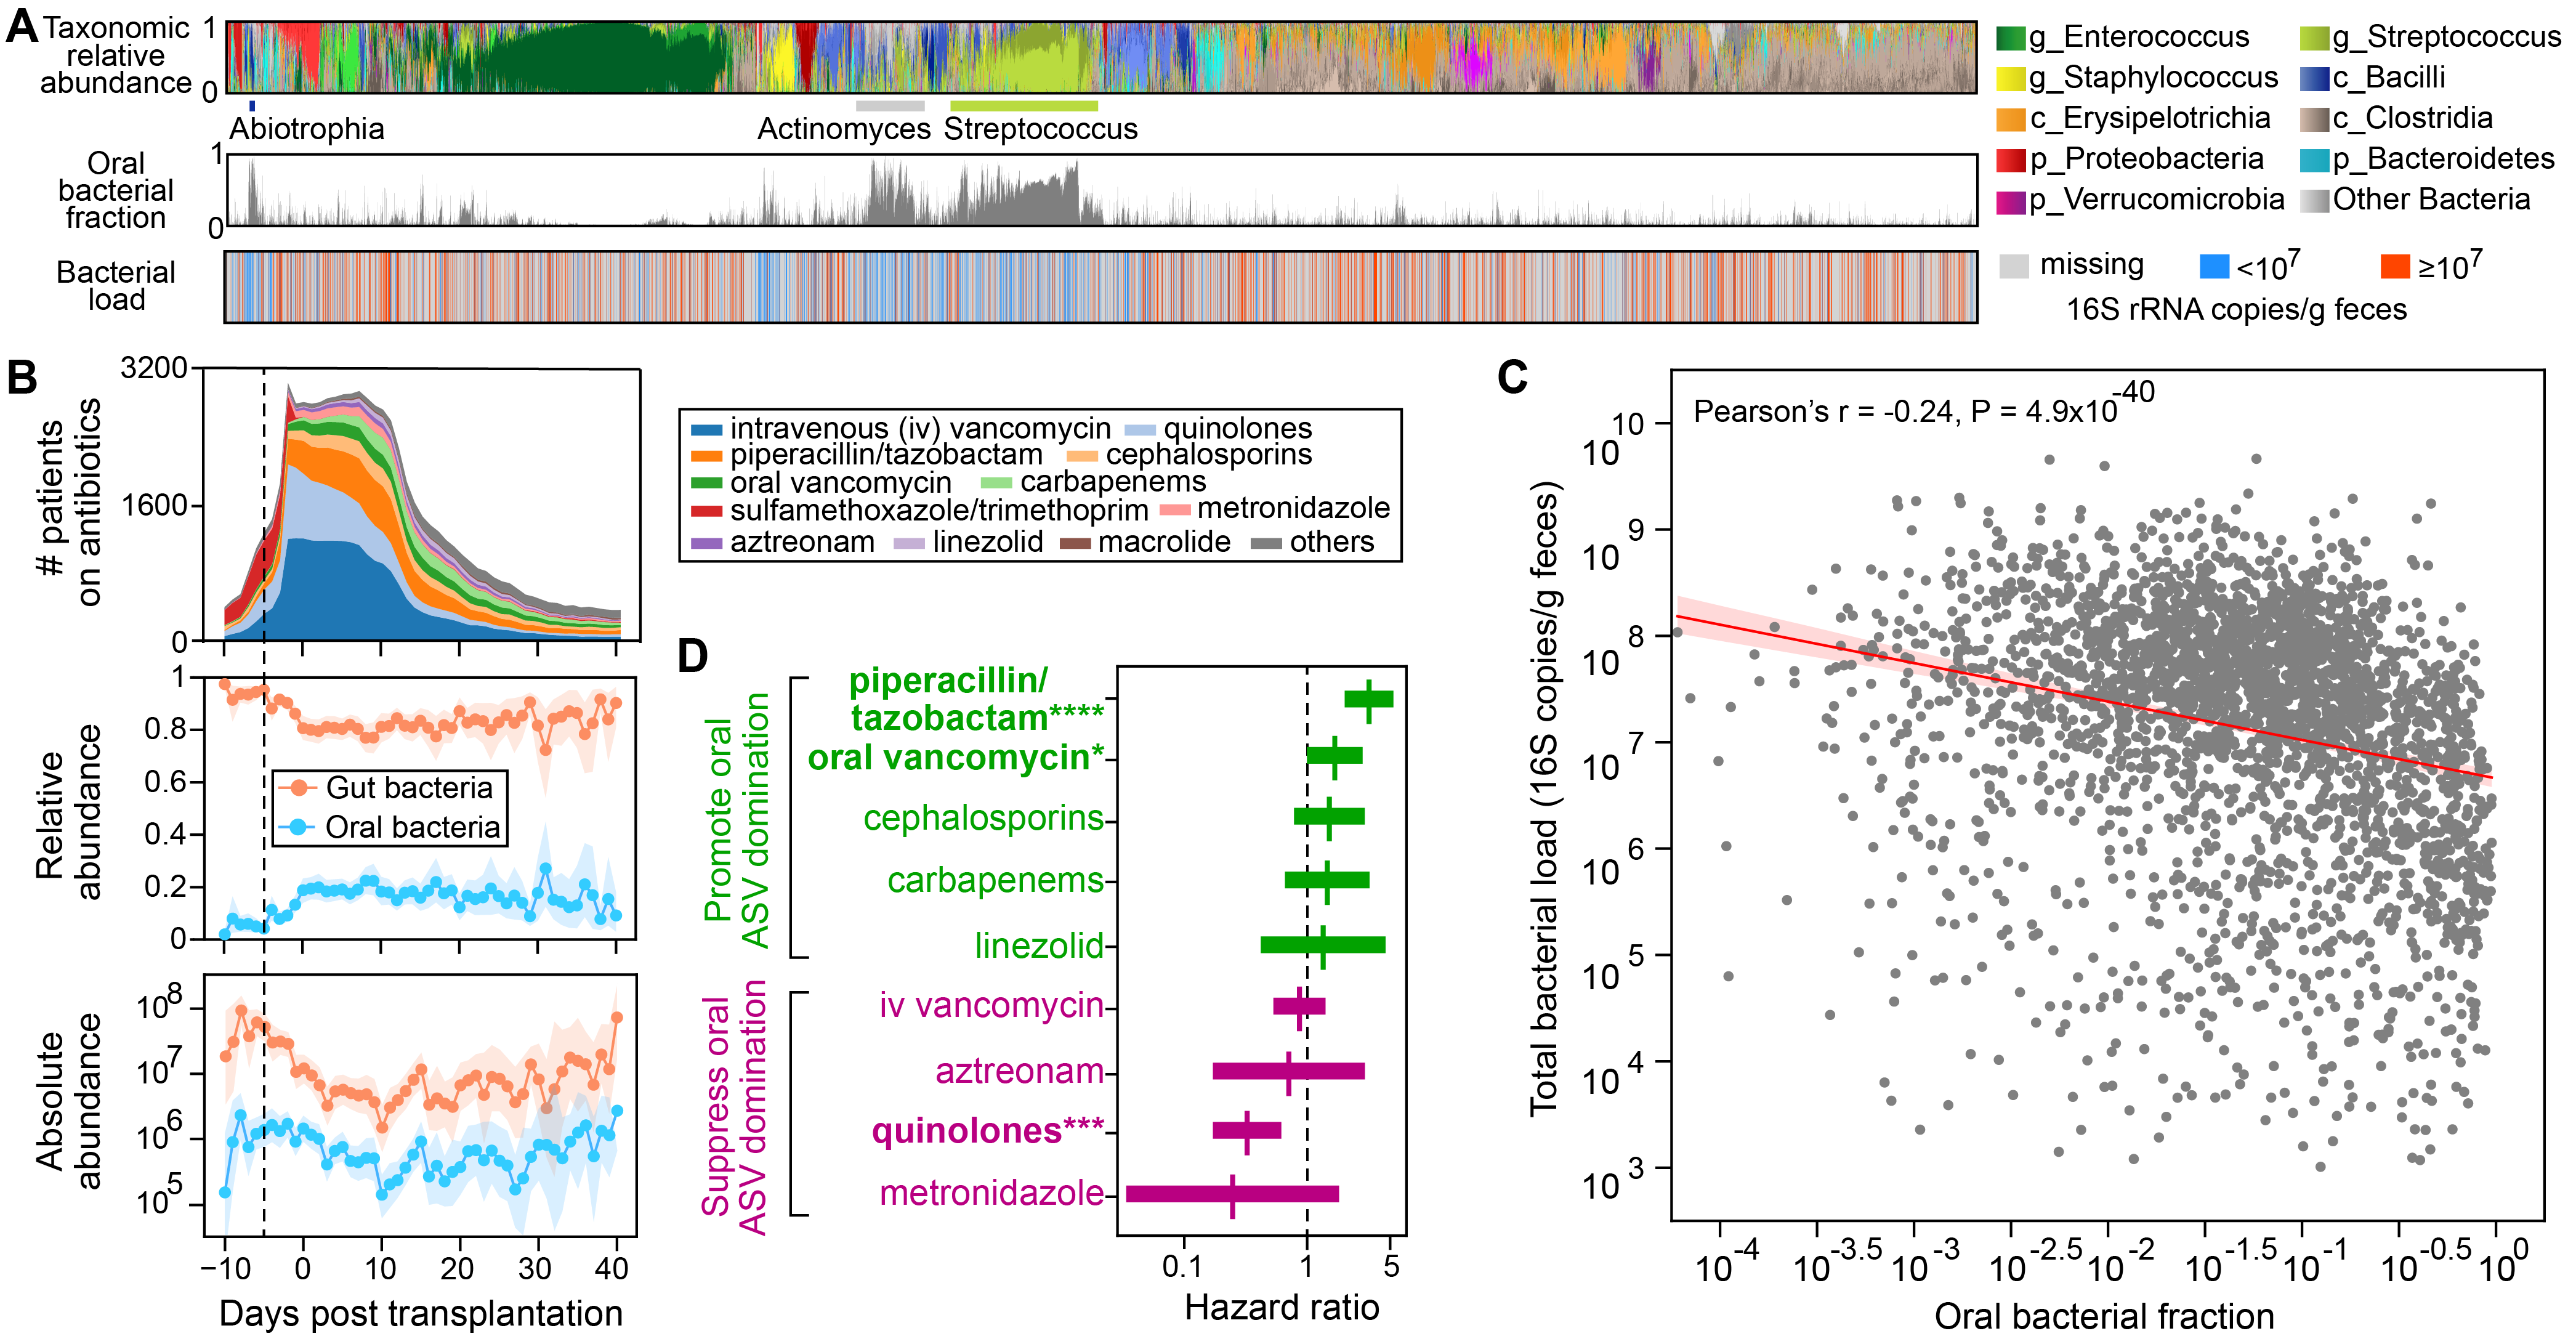 A
Taxonomic
relative
abundance
1
0
Abiotrophia
Actinomyces
Streptococcus
Oral
bacterial
fraction
1
0
Bacterial
load
g_Enterococcus
g_Streptococcus
g_Staphylococcus
c_Bacilli
c_Erysipelotrichia
c_Clostridia
p_Proteobacteria
p_Bacteroidetes
p_Verrucomicrobia
Other Bacteria
missing
<10^7
≥10^7
16S rRNA copies/g feces
B
# patients
on antibiotics
3200
1600
0
intravenous (iv) vancomycin
quinolones
piperacillin/tazobactam
cephalosporins
oral vancomycin
carbapenems
sulfamethoxazole/trimethoprim
metronidazole
aztreonam
linezolid
macrolide
others
Relative
abundance
1
0.8
0.6
0.4
0.2
0
Gut bacteria
Oral bacteria
Absolute
abundance
10^8
10^7
10^6
10^5
−10
0
10
20
30
40
Days post transplantation
C
Pearson's r = -0.24, P = 4.9x10^-40
Total bacterial load (16S copies/g feces)
10^10
10^9
10^8
10^7
10^6
10^5
10^4
10^3
10^-4
10^-3.5
10^-3
10^-2.5
10^-2
10^-1.5
10^-1
10^-0.5
10^0
Oral bacterial fraction
D
Promote oral
ASV domination
piperacillin/
tazobactam****
oral vancomycin*
cephalosporins
carbapenems
linezolid
Suppress oral
ASV domination
iv vancomycin
aztreonam
quinolones***
metronidazole
0.1
1
5
Hazard ratio